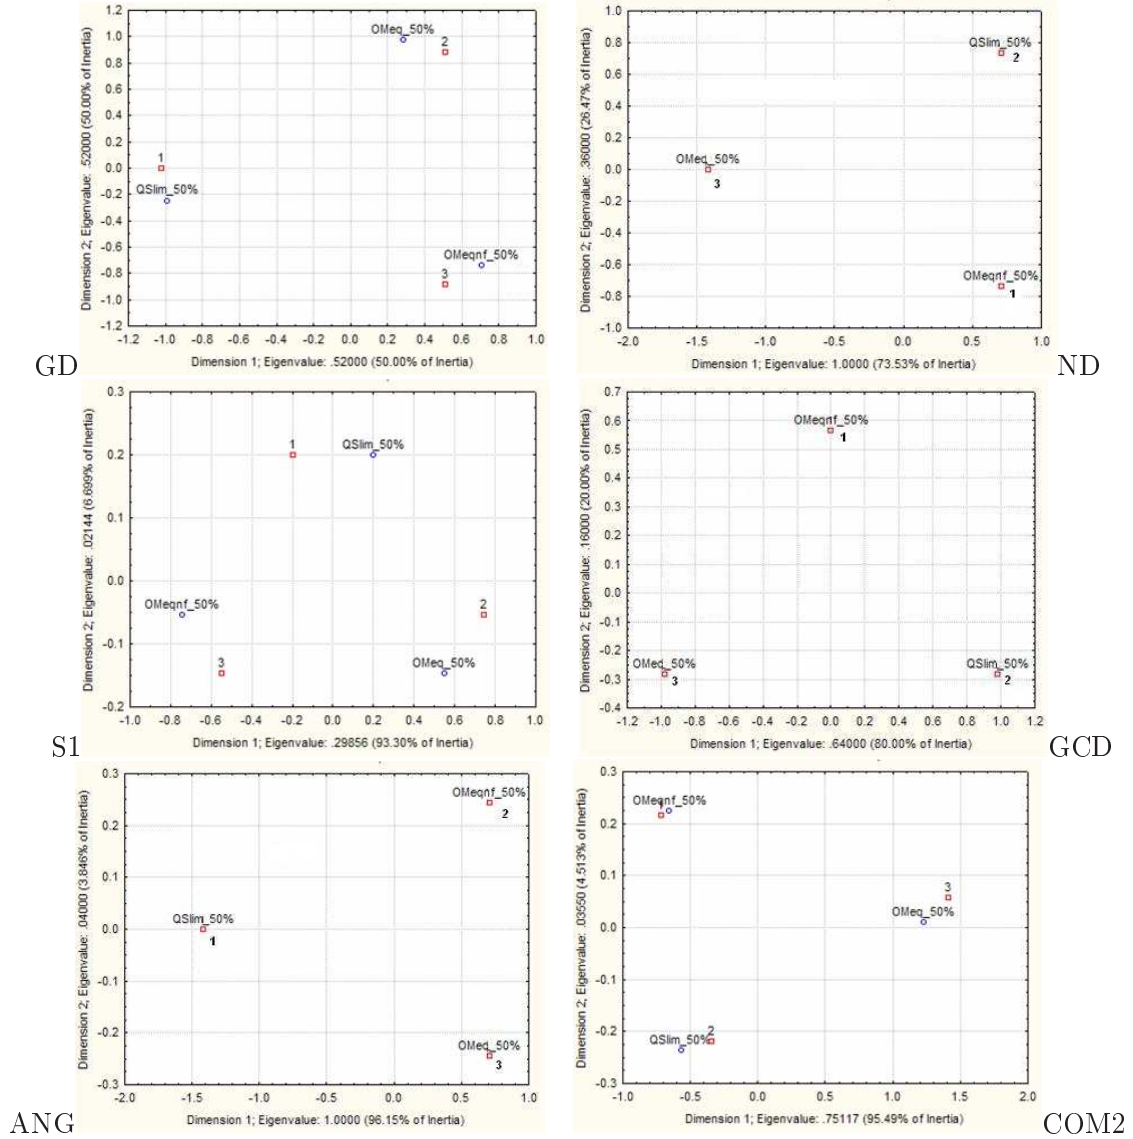 GD
Dimension 2; Eigenvalue: .52000 (50.00% of Inertia)
1.2
1.0
0.8
0.6
0.4
0.2
0.0
-0.2
-0.4
-0.6
-0.8
-1.0
-1.2
OMeq_50%
2
1
QSlim_50%
OMeqnf_50%
3
-1.2 -1.0 -0.8 -0.6 -0.4 -0.2 0.0 0.2 0.4 0.6 0.8 1.0
Dimension 1; Eigenvalue: .52000 (50.00% of Inertia)
ND
Dimension 2; Eigenvalue: .36000 (26.47% of Inertia)
1.0
0.8
0.6
0.4
0.2
0.0
-0.2
-0.4
-0.6
-0.8
-1.0
QSlim_50%
2
OMeq_50%
3
OMeqnf_50%
1
-2.0 -1.5 -1.0 -0.5 0.0 0.5 1.0
Dimension 1; Eigenvalue: 1.0000 (73.53% of Inertia)
S1
Dimension 2; Eigenvalue: .02144 (6.699% of Inertia)
0.3
0.2
0.1
0.0
-0.1
-0.2
1
QSlim_50%
OMeqnf_50%
2
3
OMeq_50%
-1.0 -0.8 -0.6 -0.4 -0.2 0.0 0.2 0.4 0.6 0.8 1.0
Dimension 1; Eigenvalue: .29856 (93.30% of Inertia)
GCD
Dimension 2; Eigenvalue: .16000 (20.00% of Inertia)
0.7
0.6
0.5
0.4
0.3
0.2
0.1
0.0
-0.1
-0.2
-0.3
-0.4
OMeqnf_50%
1
OMeq_50%
3
QSlim_50%
2
-1.2 -1.0 -0.8 -0.6 -0.4 -0.2 0.0 0.2 0.4 0.6 0.8 1.0 1.2
Dimension 1; Eigenvalue: .64000 (80.00% of Inertia)
ANG
Dimension 2; Eigenvalue: .04000 (3.846% of Inertia)
0.3
0.2
0.1
0.0
-0.1
-0.2
-0.3
OMeqnf_50%
2
QSlim_50%
1
OMeq_50%
3
-2.0 -1.5 -1.0 -0.5 0.0 0.5 1.0
Dimension 1; Eigenvalue: 1.0000 (96.15% of Inertia)
COM2
Dimension 2; Eigenvalue: .03550 (4.513% of Inertia)
0.3
0.2
0.1
0.0
-0.1
-0.2
-0.3
OMeqnf_50%
1
3
OMeq_50%
QSlim_50%
2
-1.0 -0.5 0.0 0.5 1.0 1.5 2.0
Dimension 1; Eigenvalue: .75117 (95.49% of Inertia)